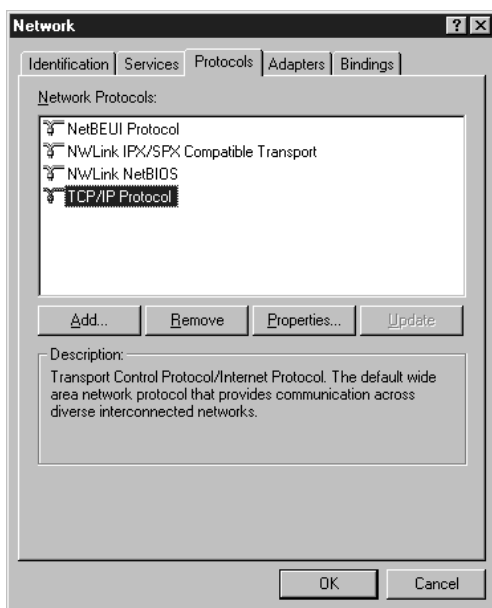 Network
Identification Services Protocols Adapters Bindings
Network Protocols:
NetBEUI Protocol
NWLink IPX/SPX Compatible Transport
NWLink NetBIOS
TCP/IP Protocol
Add... Remove Properties... Update
Description:
Transport Control Protocol/Internet Protocol. The default wide
area network protocol that provides communication across
diverse interconnected networks.
OK Cancel